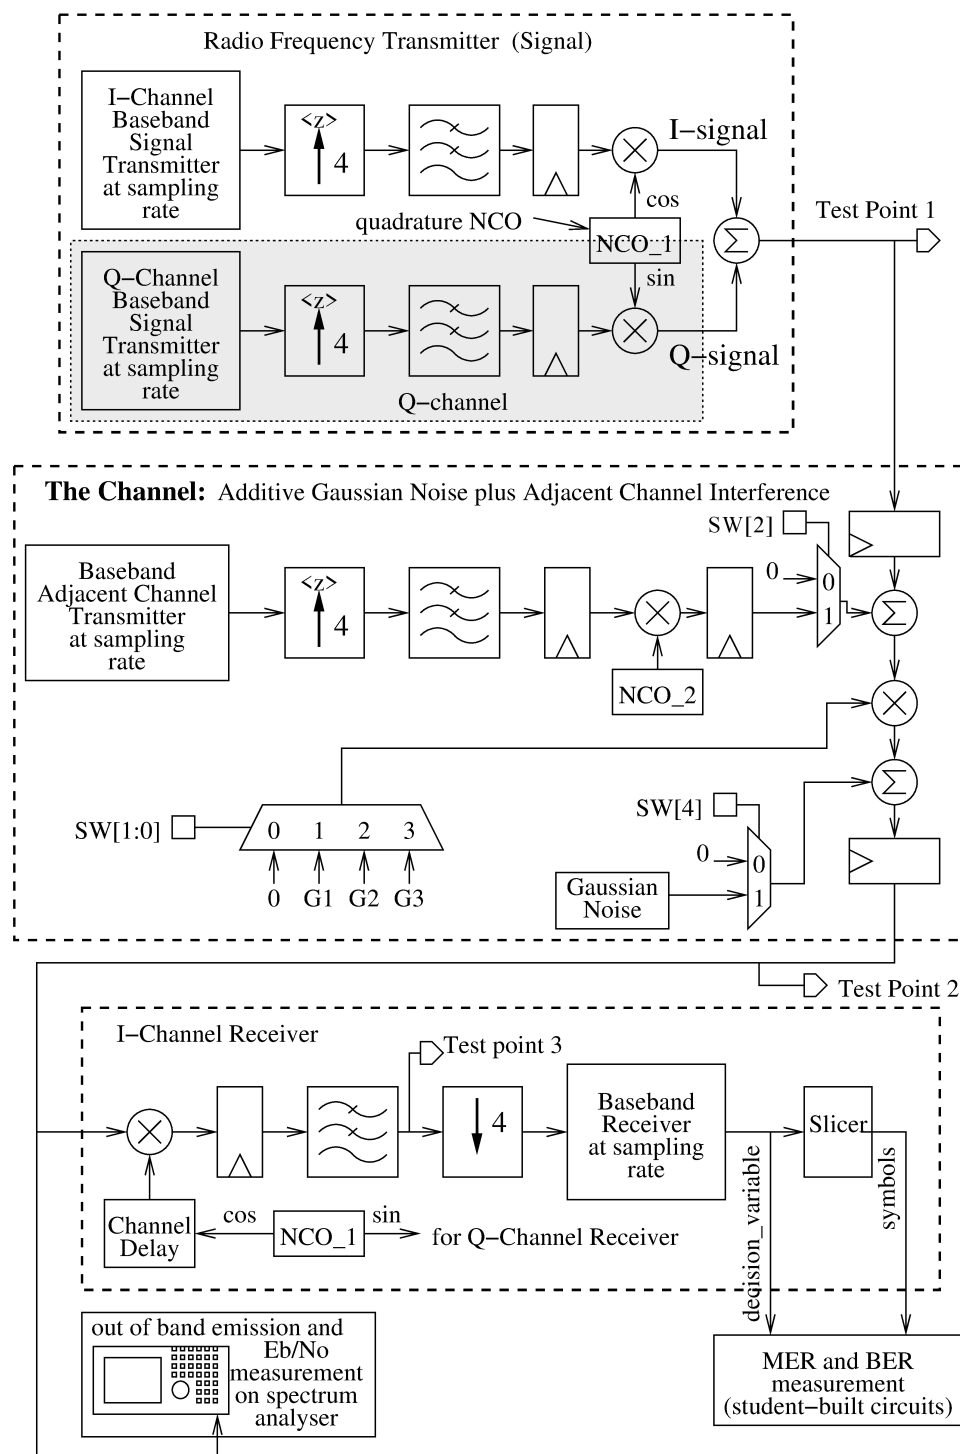 Radio Frequency Transmitter (Signal)
I−Channel
Baseband
Signal
Transmitter
at sampling
rate
<z>
4
I−signal
cos
quadrature NCO
NCO_1
Test Point 1
Σ
sin
Q−Channel
Baseband
Signal
Transmitter
at sampling
rate
<z>
4
Q−signal
Q−channel
The Channel: Additive Gaussian Noise plus Adjacent Channel Interference
SW[2]
Baseband
Adjacent Channel
Transmitter
at sampling
rate
<z>
4
0
0
1
Σ
NCO_2
Σ
SW[1:0]
0 1 2 3
0 G1 G2 G3
SW[4]
0
0
1
Gaussian
Noise
Test Point 2
I−Channel Receiver
Test point 3
4
Baseband
Receiver
at sampling
rate
Slicer
decision_variable
symbols
Channel
Delay
cos
NCO_1
sin
for Q−Channel Receiver
out of band emission and
Eb/No
measurement
on spectrum
analyser
MER and BER
measurement
(student−built circuits)